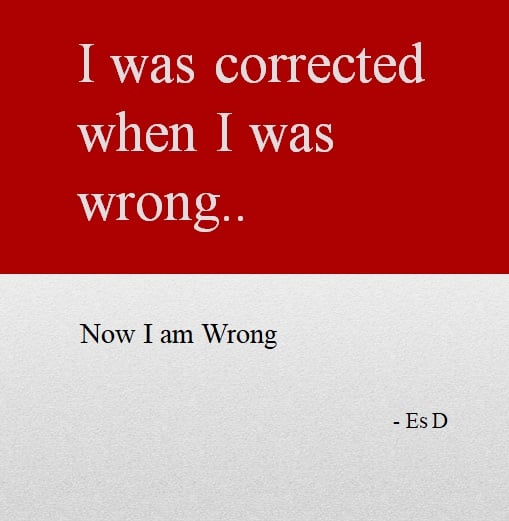 I was corrected
when I was
wrong..
Now I am Wrong
- Es D